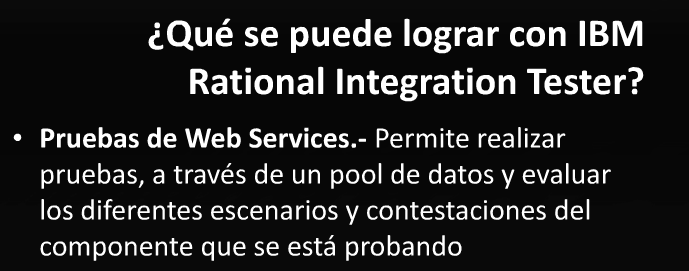 ¿Qué se puede lograr con IBM
Rational Integration Tester?
• Pruebas de Web Services.- Permite realizar
pruebas, a través de un pool de datos y evaluar
los diferentes escenarios y contestaciones del
componente que se está probando